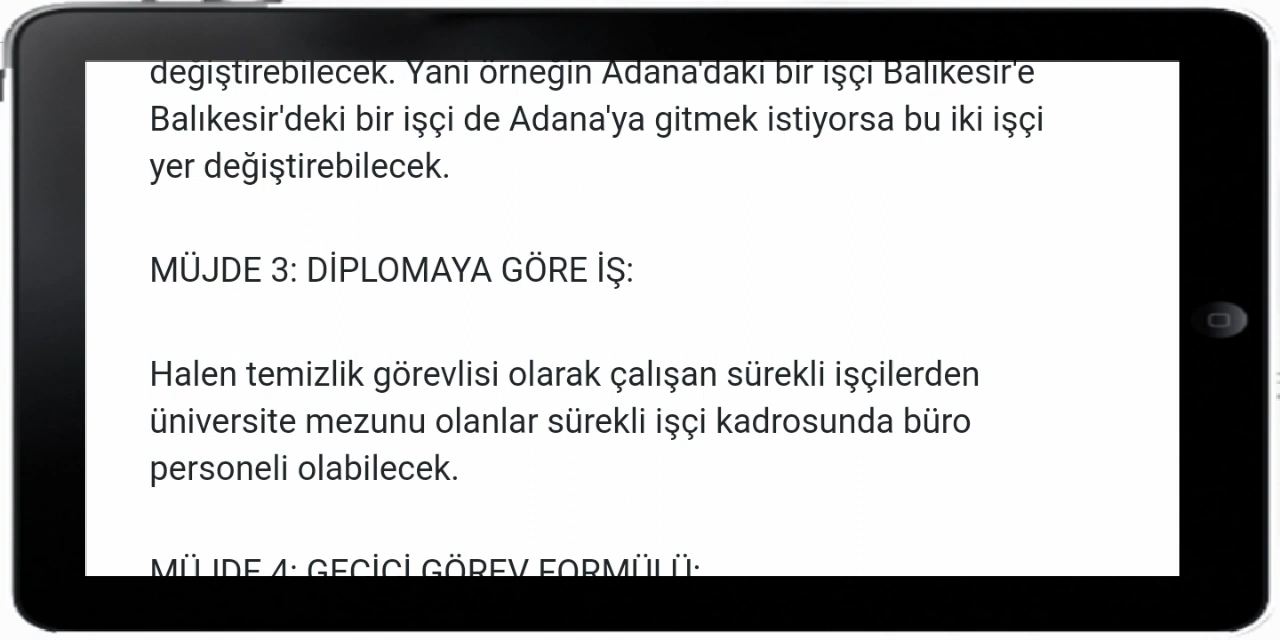 değiştirebilecek. Yani örneğin Adana'daki bir işçi Balıkesir'e
Balıkesir'deki bir işçi de Adana'ya gitmek istiyorsa bu iki işçi
yer değiştirebilecek.
MÜJDE 3: DİPLOMAYA GÖRE İŞ:
Halen temizlik görevlisi olarak çalışan sürekli işçilerden
üniversite mezunu olanlar sürekli işçi kadrosunda büro
personeli olabilecek.
MÜJDE 4: GEÇİCİ GÖREV FORMÜLÜ: